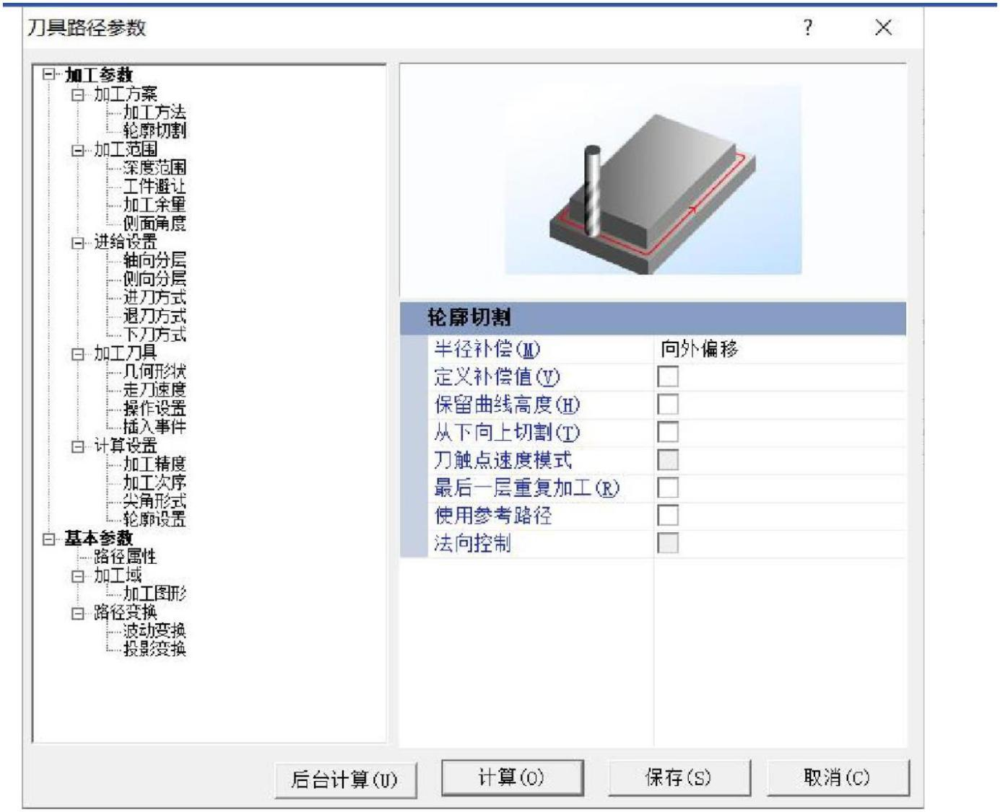 刀具路径参数
加工参数
加工方案
加工方法
轮廓切割
加工范围
深度范围
工件避让
加工余量
侧面角度
进给设置
轴向分层
侧向分层
进刀方式
退刀方式
下刀方式
加工刀具
几何形状
走刀速度
操作设置
插入事件
计算设置
加工精度
加工次序
尖角形式
轮廓设置
基本参数
路径属性
加工域
加工图形
路径变换
波动变换
投影变换
轮廓切割
半径补偿(M) 向外偏移
定义补偿值(V)
保留曲线高度(H)
从下向上切割(T)
刀触点速度模式
最后一层重复加工(R)
使用参考路径
法向控制
后台计算(U) 计算(O) 保存(S) 取消(C)